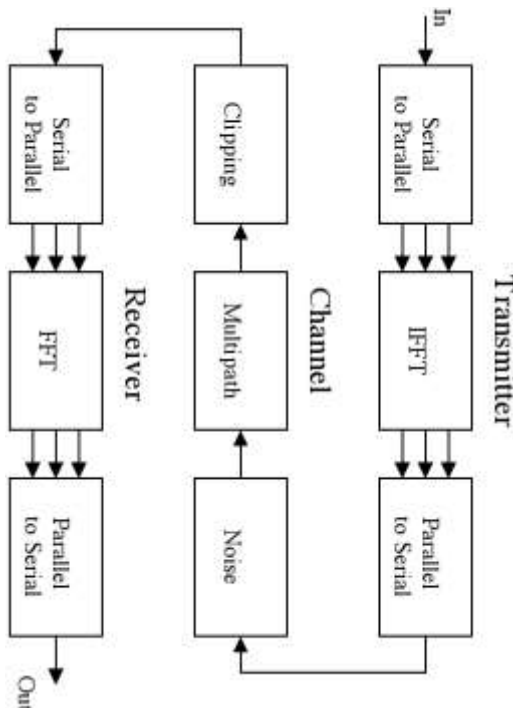 Transmitter
In
Serial
to Parallel
IFFT
Parallel
to Serial
Channel
Clipping
Multipath
Noise
Receiver
Serial
to Parallel
FFT
Parallel
to Serial
Out